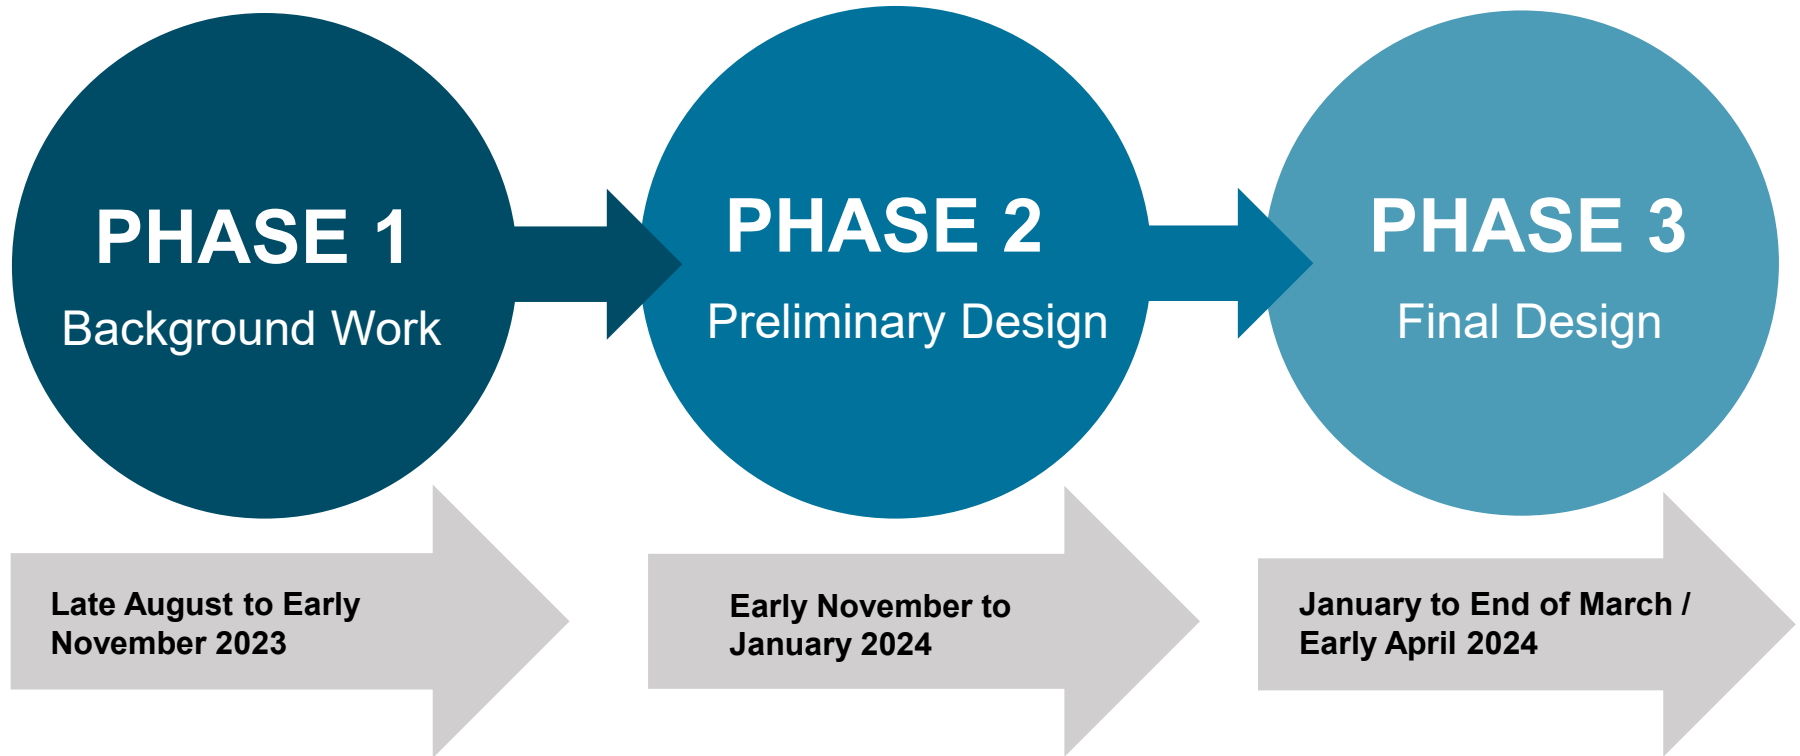 PHASE 1
Background Work
PHASE 2
Preliminary Design
PHASE 3
Final Design
Late August to Early
November 2023
Early November to
January 2024
January to End of March /
Early April 2024